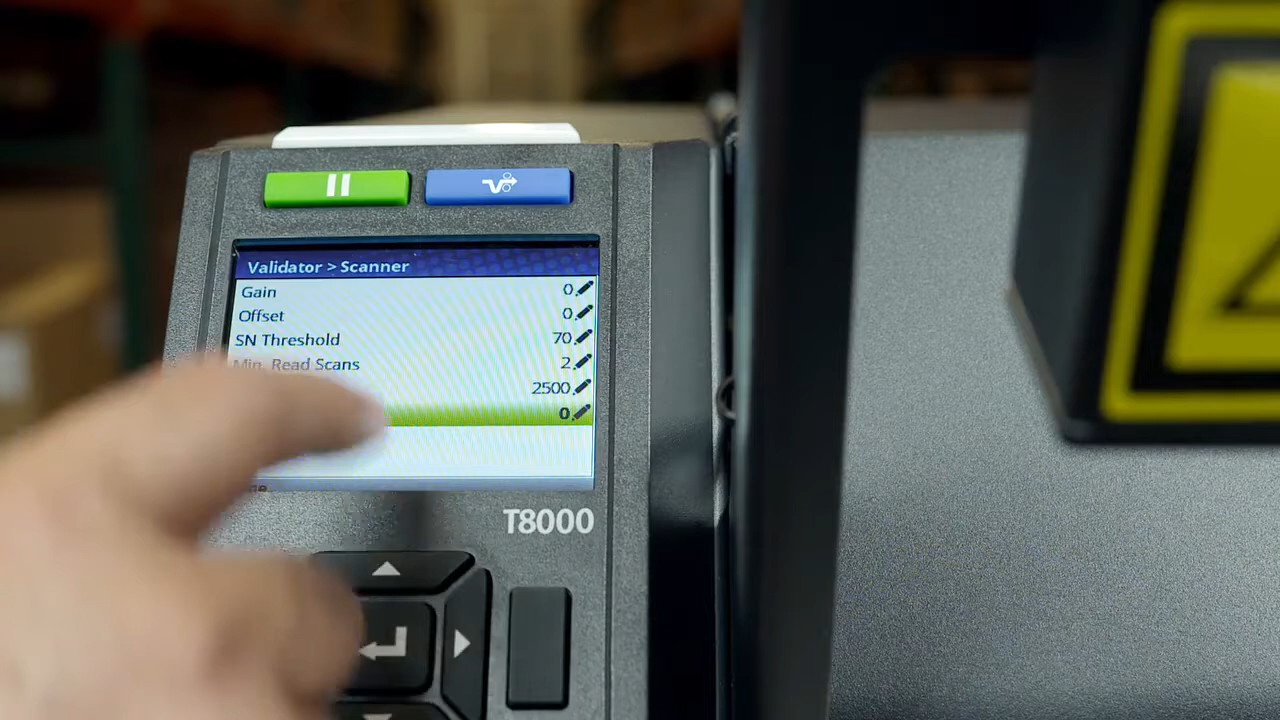 Validator > Scanner
Gain 0
Offset 0
SN Threshold 70
Min. Read Scans 2
2500
0
T8000